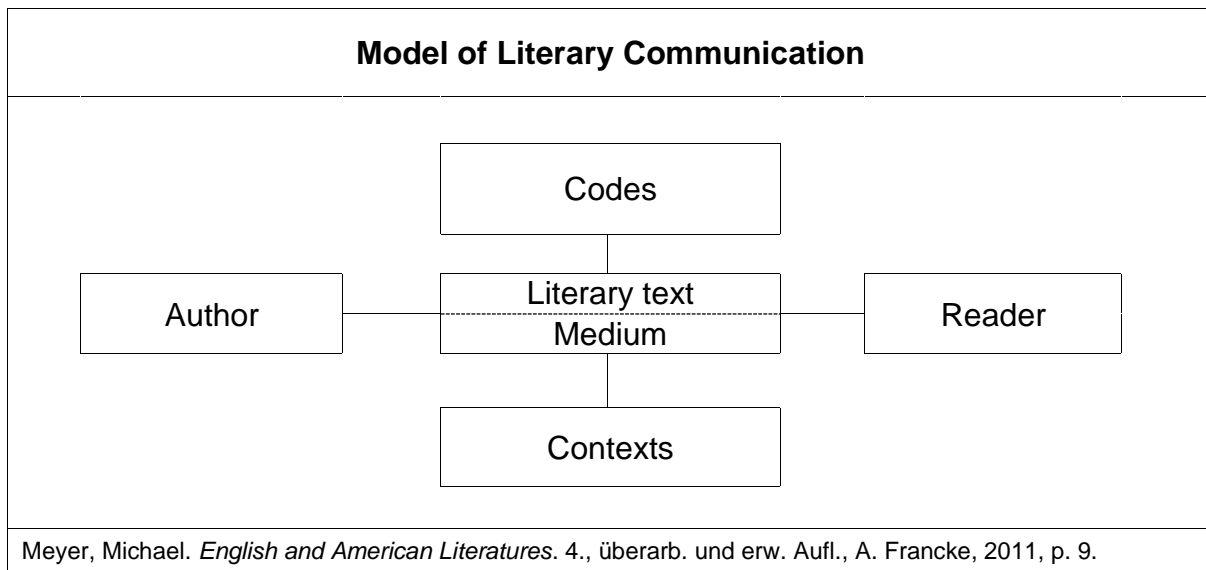 Model of Literary Communication
Codes
Author
Literary text
Medium
Reader
Contexts
Meyer, Michael. English and American Literatures. 4., überarb. und erw. Aufl., A. Francke, 2011, p. 9.